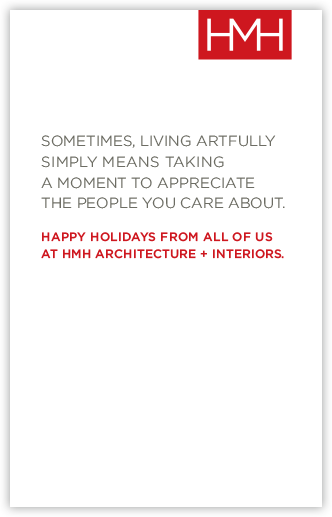 HMH
SOMETIMES, LIVING ARTFULLY
SIMPLY MEANS TAKING
A MOMENT TO APPRECIATE
THE PEOPLE YOU CARE ABOUT.
HAPPY HOLIDAYS FROM ALL OF US
AT HMH ARCHITECTURE + INTERIORS.